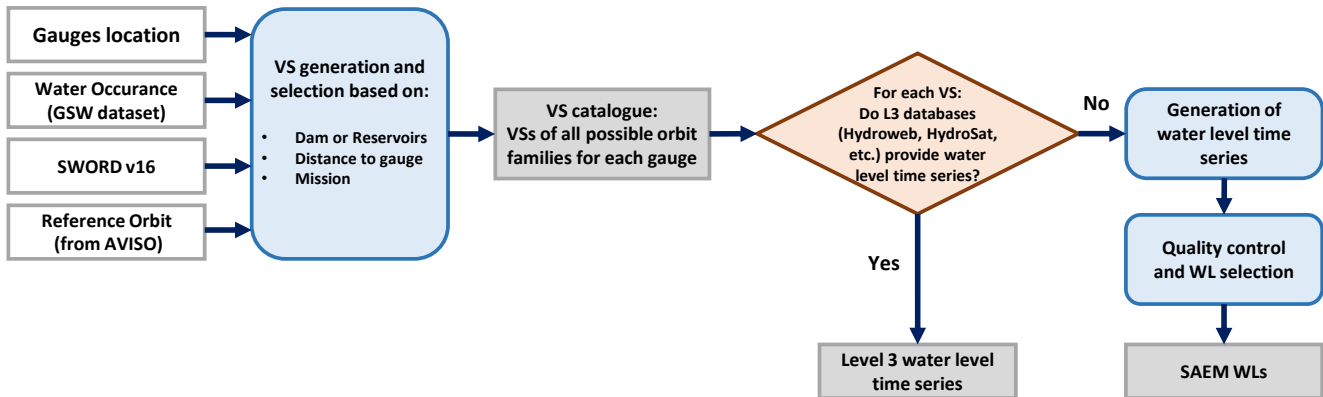 Gauges location
Water Occurance
(GSW dataset)
SWORD v16
Reference Orbit
(from AVISO)
VS generation and
selection based on:
• Dam or Reservoirs
• Distance to gauge
• Mission
VS catalogue:
VSs of all possible orbit
families for each gauge
For each VS:
Do L3 databases
(Hydroweb, HydroSat,
etc.) provide water
level time series?
No
Yes
Generation of
water level time
series
Quality control
and WL selection
Level 3 water level
time series
SAEM WLs